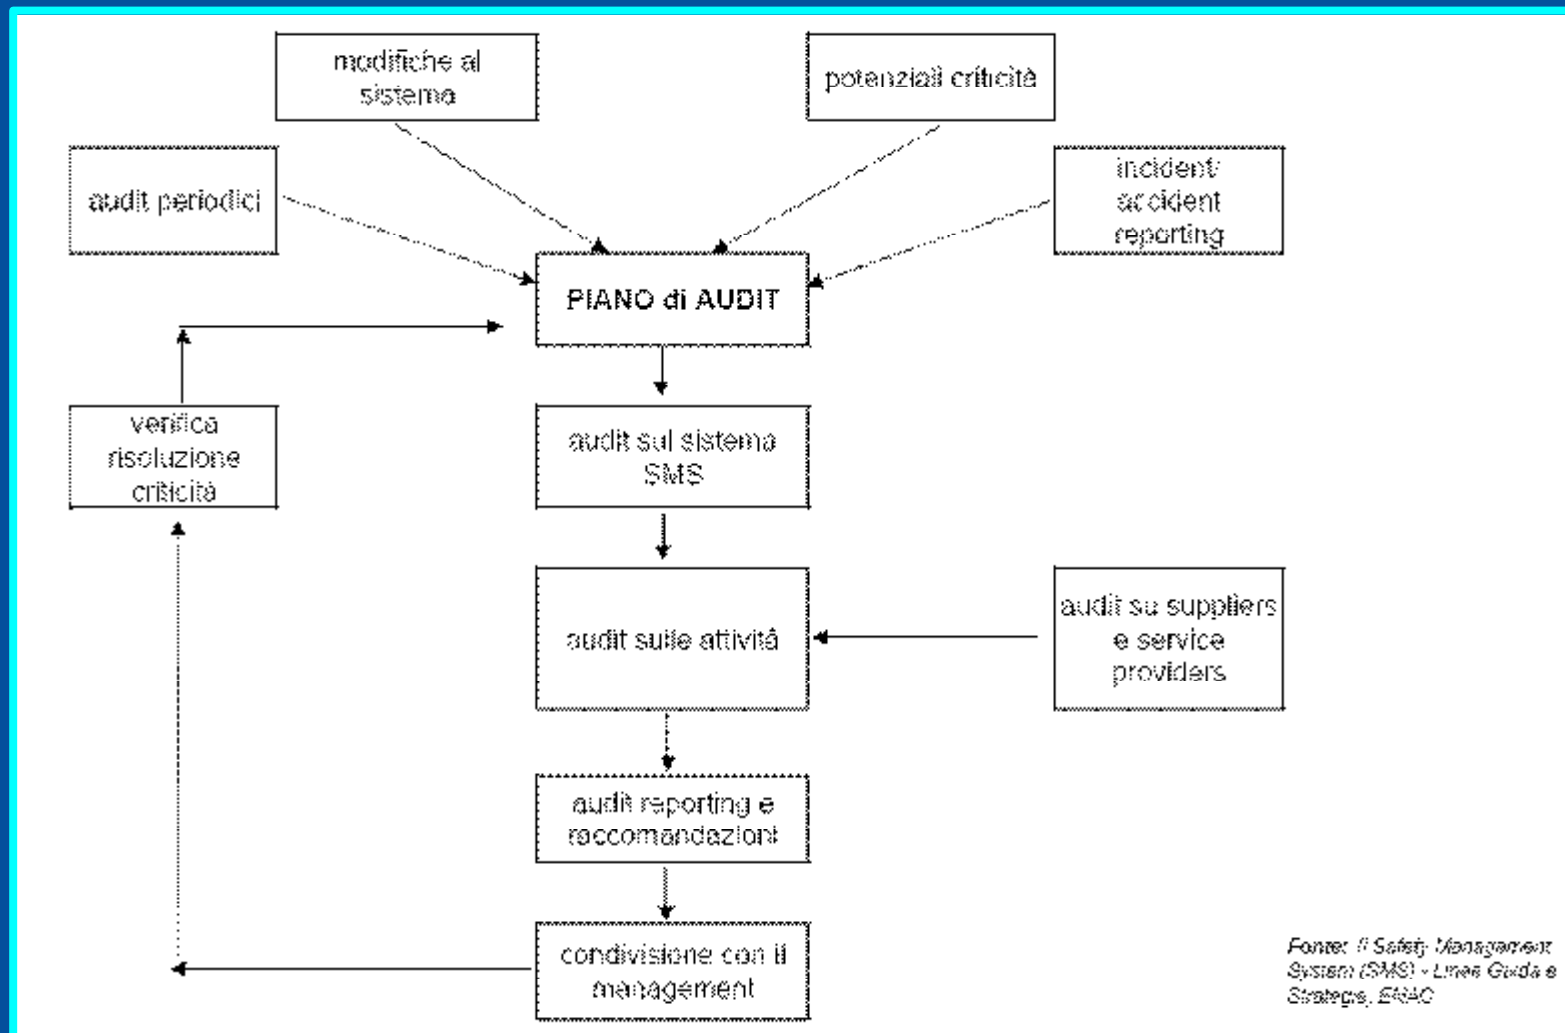 modifiche al
sistema
potenziali criticità
audit periodici
incident/
accident
reporting
PIANO di AUDIT
verifica
risoluzione
criticità
audit sul sistema
SMS
audit sulle attività
audit su suppliers
e service
providers
audit reporting e
raccomandazioni
condivisione con il
management
Fonte: Il Safety Management
System (SMS) - Linee Guida e
Strategie, ENAC